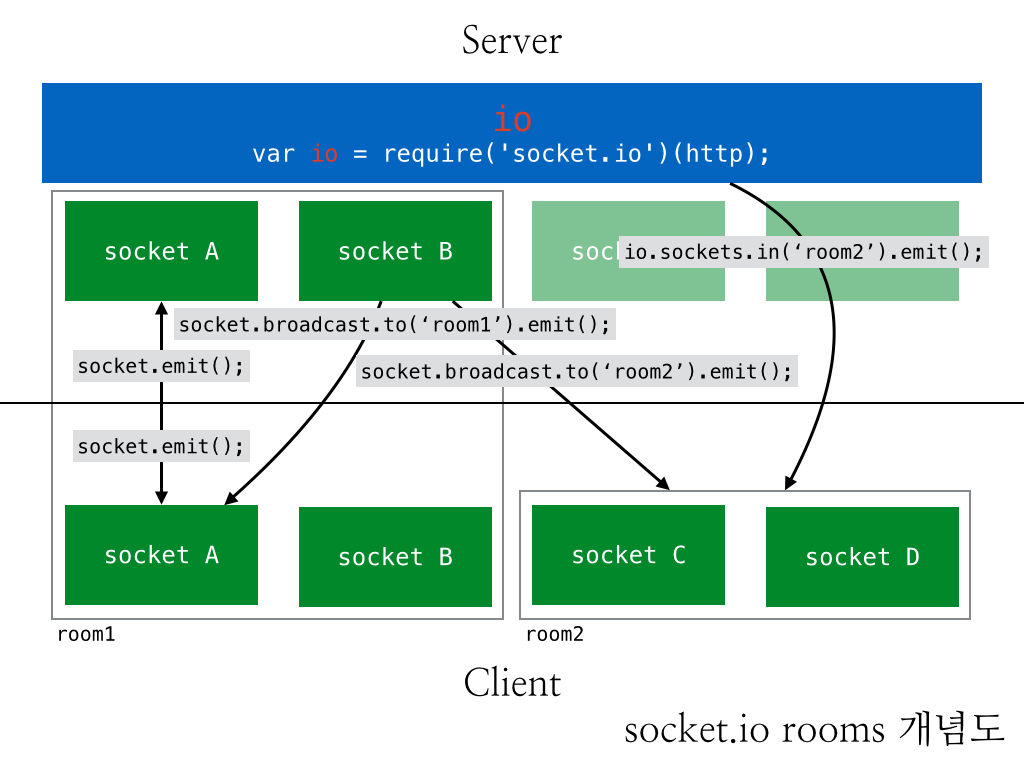 Server
io
var io = require('socket.io')(http);
socket A
socket B
soc
io.sockets.in(‘room2’).emit();
socket.broadcast.to(‘room1’).emit();
socket.emit();
socket.broadcast.to(‘room2’).emit();
socket.emit();
socket A
socket B
socket C
socket D
room1
room2
Client
socket.io rooms 개념도